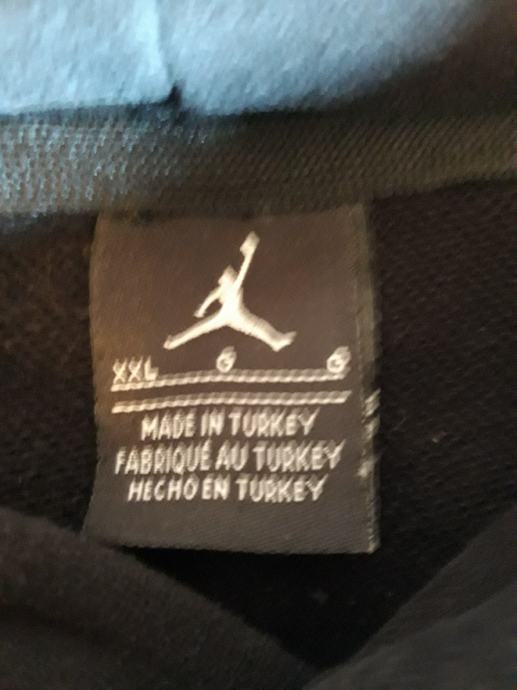 XXL G G
MADE IN TURKEY
FABRIQUÉ AU TURKEY
HECHO EN TURKEY